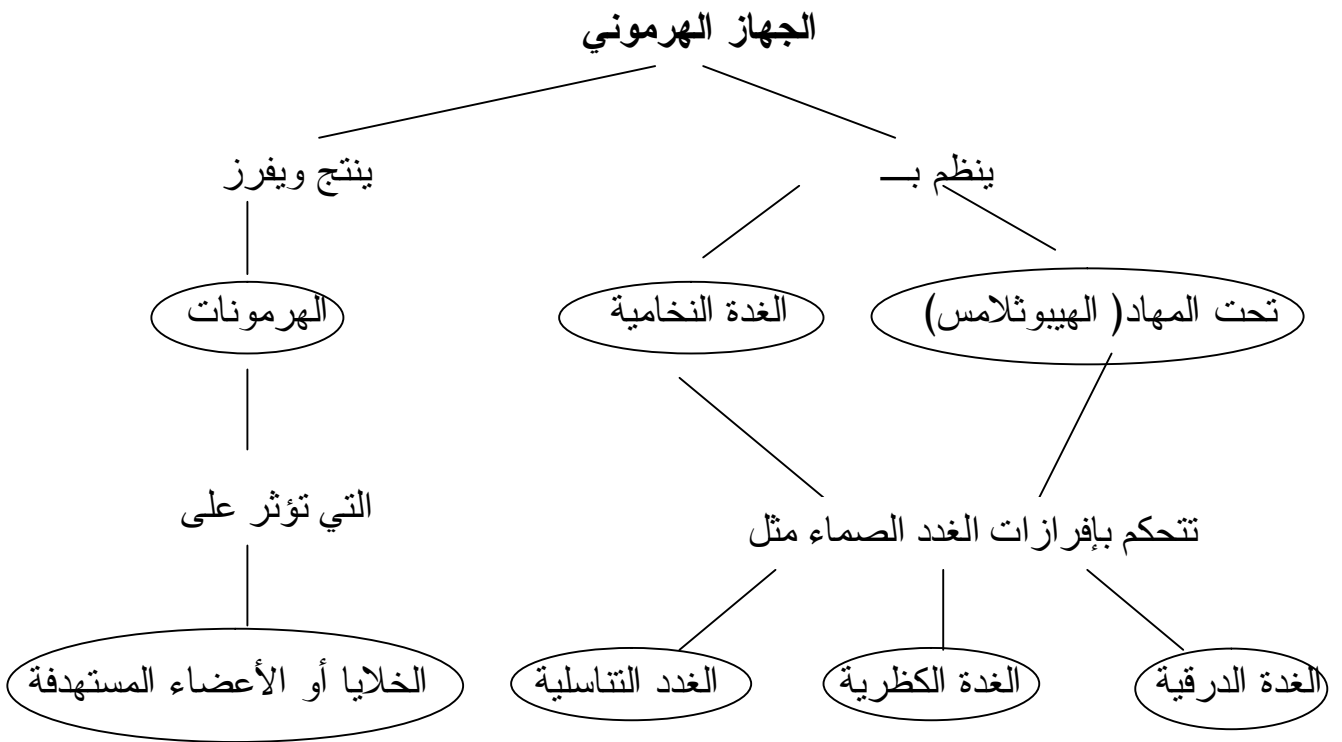 الجهاز الهرموني
ينظم بـــ
ينتج ويفرز
تحت المهاد( الهيبوثلامس)
الغدة النخامية
الهرمونات
تتحكم بإفرازات الغدد الصماء مثل
التي تؤثر على
الغدة الدرقية
الغدة الكظرية
الغدد التناسلية
الخلايا أو الأعضاء المستهدفة